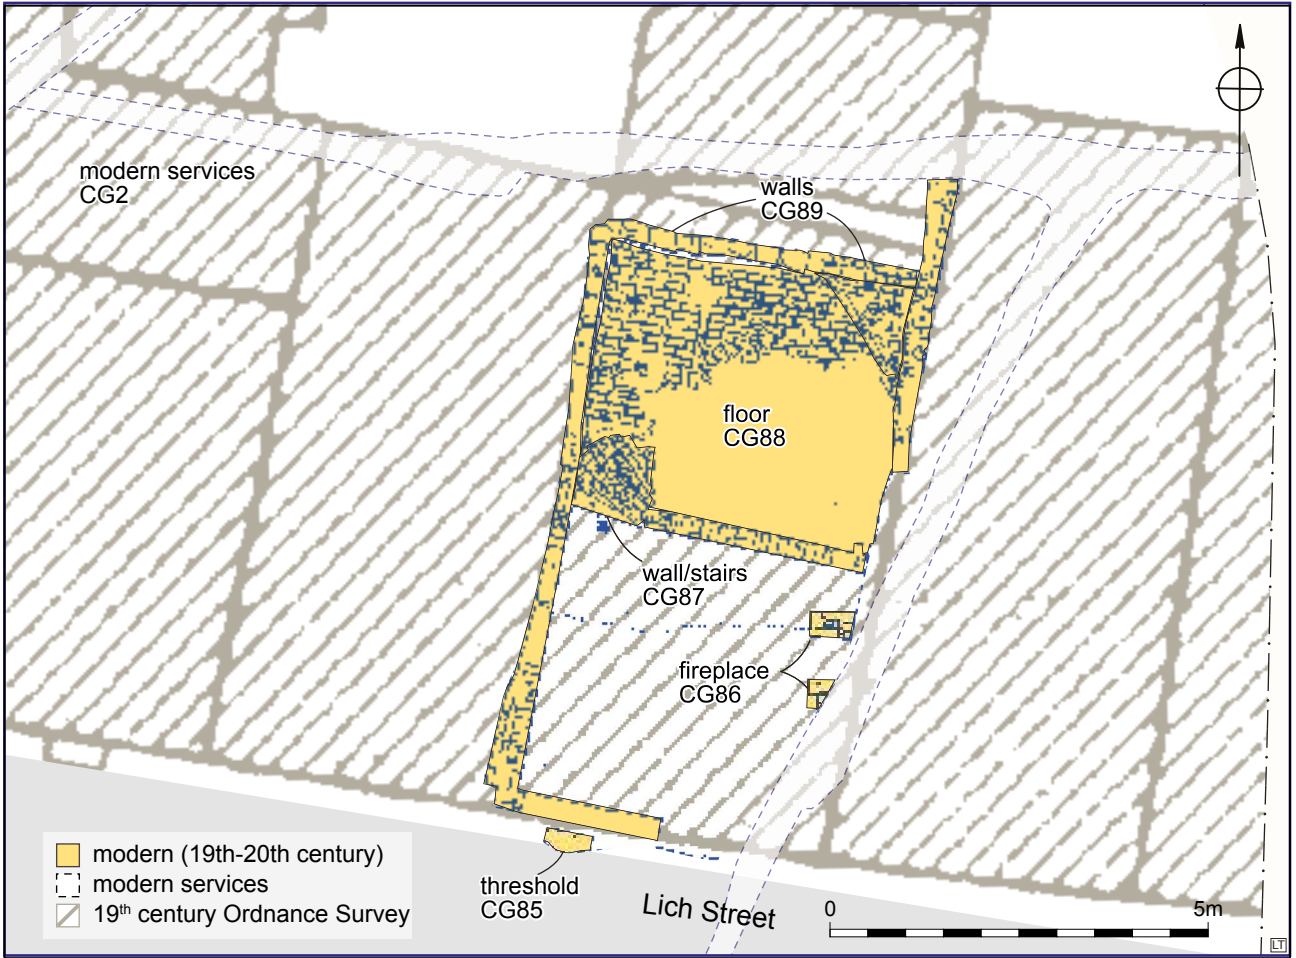 modern services
CG2
walls
CG89
floor
CG88
wall/stairs
CG87
fireplace
CG86
threshold
CG85
Lich Street
modern (19th-20th century)
modern services
19th century Ordnance Survey
0 5m
LT